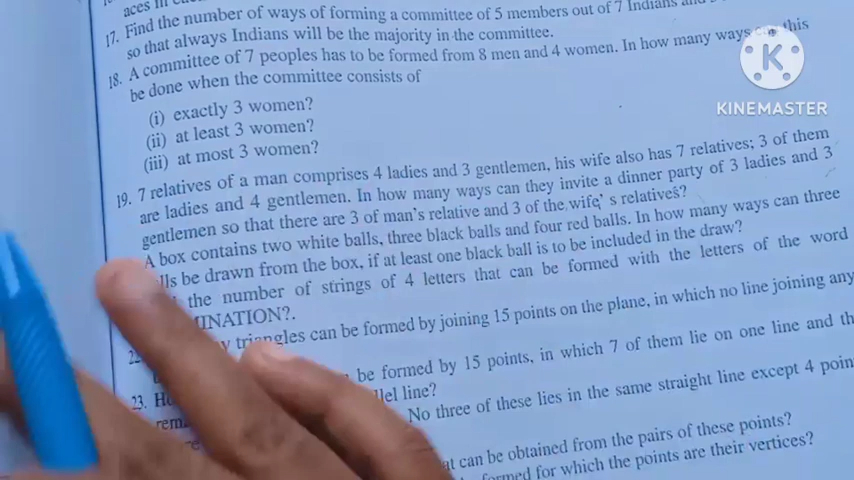 aces in
17. Find the number of ways of forming a committee of 5 members out of 7 Indians and
so that always Indians will be the majority in the committee.
18. A committee of 7 peoples has to be formed from 8 men and 4 women. In how many ways can this
be done when the committee consists of
(i) exactly 3 women?
(ii) at least 3 women?
(iii) at most 3 women?
19. 7 relatives of a man comprises 4 ladies and 3 gentlemen, his wife also has 7 relatives; 3 of them
are ladies and 4 gentlemen. In how many ways can they invite a dinner party of 3 ladies and 3
gentlemen so that there are 3 of man's relative and 3 of the wife' s relatives?
A box contains two white balls, three black balls and four red balls. In how many ways can three
lls be drawn from the box, if at least one black ball is to be included in the draw?
the number of strings of 4 letters that can be formed with the letters of the word
INATION?.
triangles can be formed by joining 15 points on the plane, in which no line joining any
be formed by 15 points, in which 7 of them lie on one line and
llel line?
23.
No three of these lies in the same straight line except 4 poin
at can be obtained from the pairs of these points?
formed for which the points are their vertices?
K
KINEMASTER